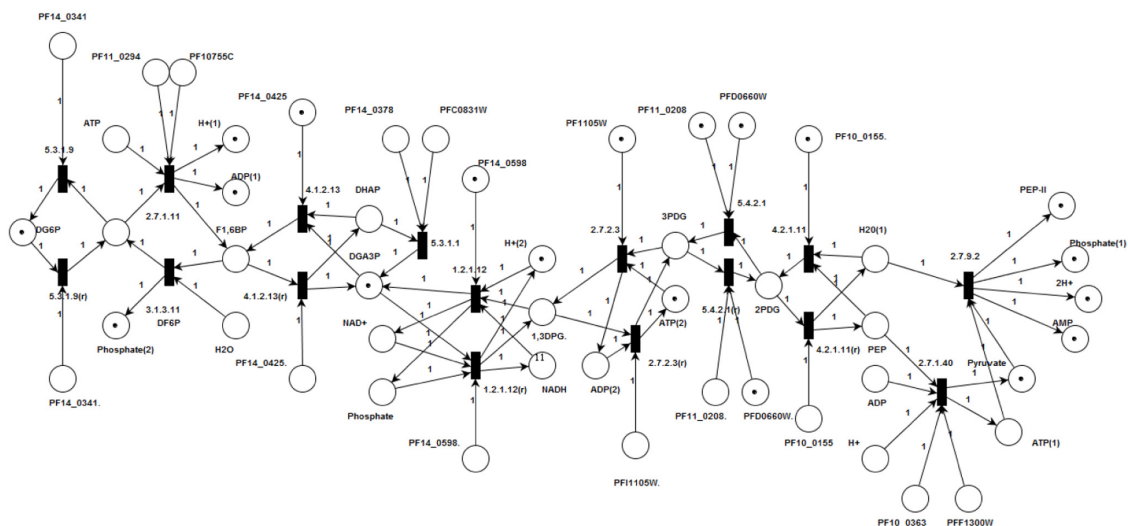 PF14_0341
PF11_0294
PF10755C
ATP
H+(1)
5.3.1.9
ADP(1)
DG6P
2.7.1.11
F1,6BP
5.3.1.9(r)
3.1.3.11
DF6P
Phosphate(2)
H2O
PF14_0341.
PF14_0425
4.1.2.13
DHAP
DGA3P
4.1.2.13(r)
PF14_0425.
PF14_0378
PFC0831W
5.3.1.1
PF14_0598
1.2.1.12
H+(2)
NAD+
1,3DPG.
11
NADH
1.2.1.12(r)
Phosphate
PF14_0598.
PF1105W
2.7.2.3
3PDG
ATP(2)
ADP(2)
2.7.2.3(r)
PFI1105W.
PF11_0208
PFD0660W
5.4.2.1
5.4.2.1(r)
2PDG
PF11_0208.
PFD0660W.
PF10_0155.
4.2.1.11
H20(1)
PEP
4.2.1.11(r)
PF10_0155
PEP-II
Phosphate(1)
2.7.9.2
2H+
AMP
2.7.1.40
Pyruvate
ADP
H+
ATP(1)
PF10_0363
PFF1300W